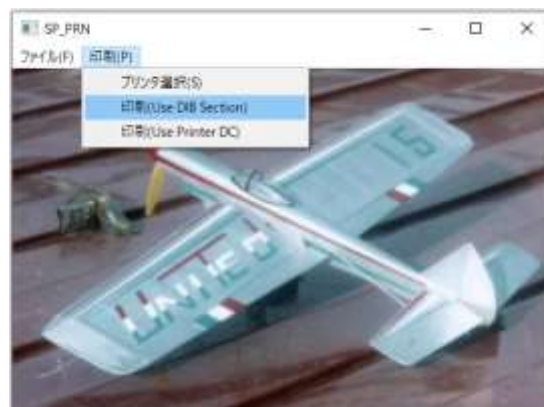 SP_PRN
ファイル(F) 印刷(P)
プリンタ選択(S)
印刷(Use DIB Section)
印刷(Use Printer DC)
UNITED